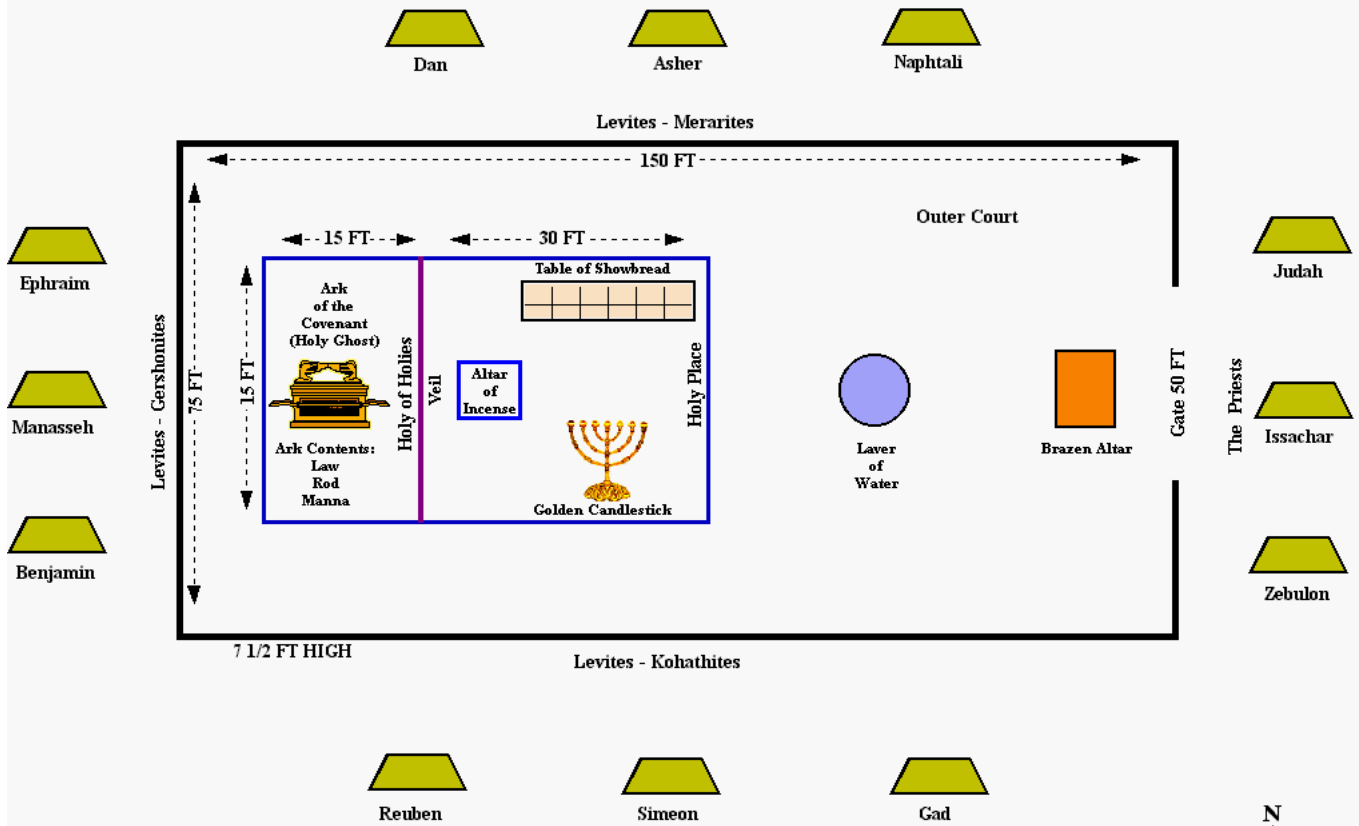 Dan
Asher
Naphtali
Levites - Merarites
150 FT
Outer Court
Ephraim
Manasseh
Benjamin
Levites - Gershonites
75 FT
15 FT
30 FT
15 FT
Ark
of the
Covenant
(Holy Ghost)
Ark Contents:
Law
Rod
Manna
Holy of Holies
Veil
Table of Showbread
Altar
of
Incense
Golden Candlestick
Holy Place
Laver
of
Water
Brazen Altar
Gate 50 FT
The Priests
Judah
Issachar
Zebulon
7 1/2 FT HIGH
Levites - Kohathites
Reuben
Simeon
Gad
N